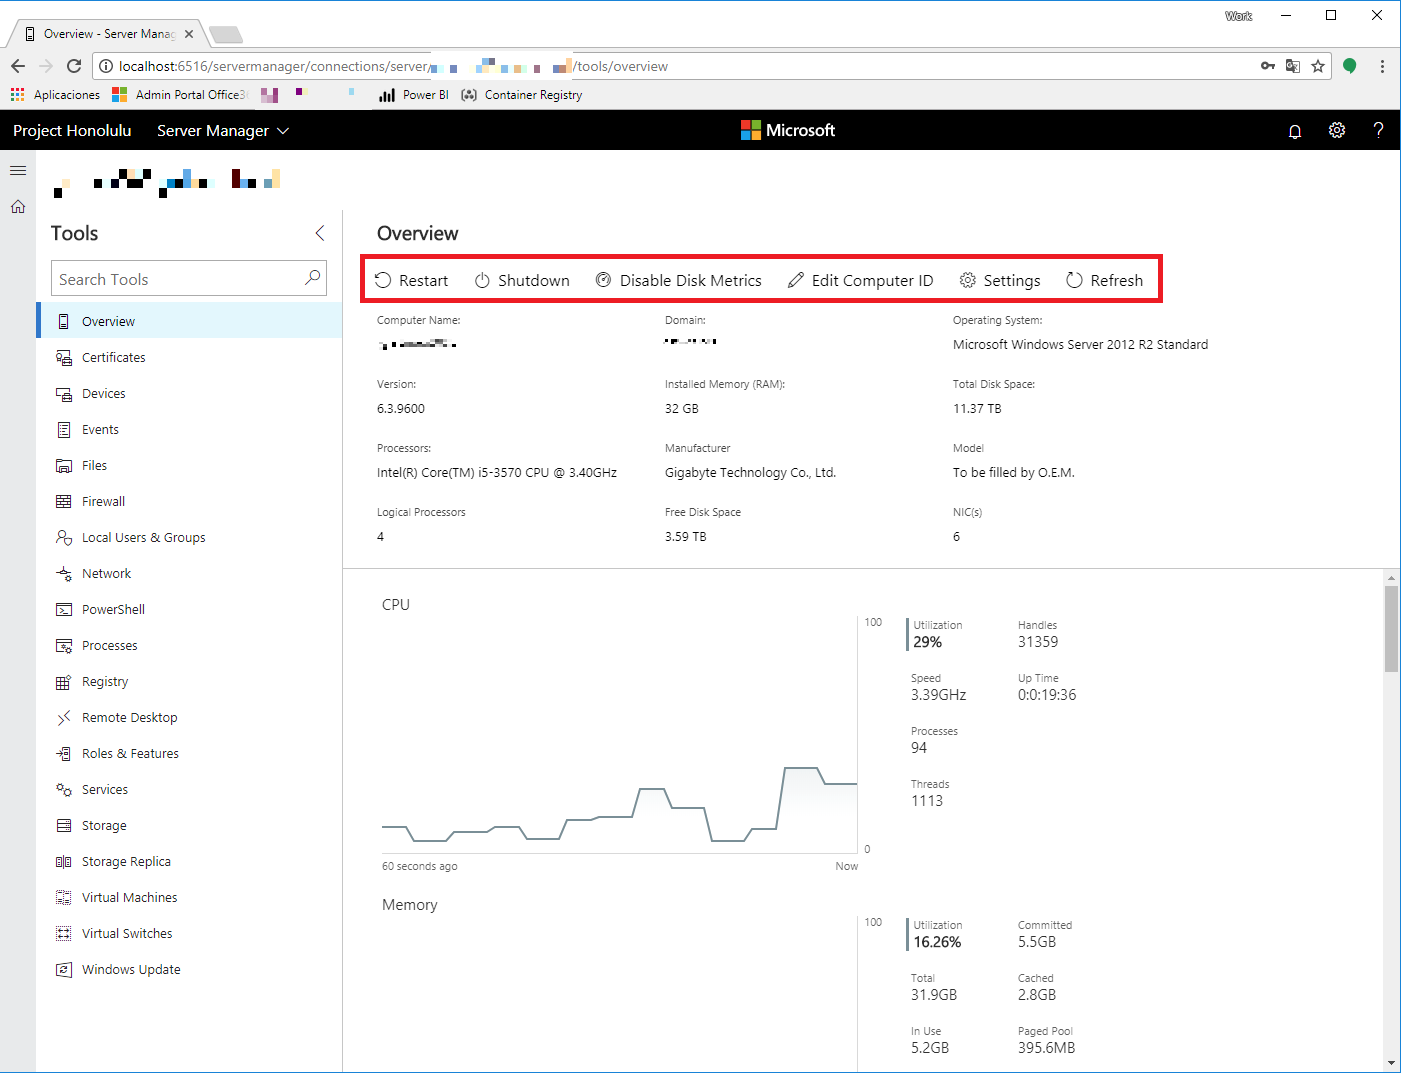 Work
Overview - Server Manag
localhost:6516/servermanager/connections/server/ /tools/overview
Aplicaciones Admin Portal Office36 Power BI Container Registry
Project Honolulu Server Manager Microsoft ?
Tools
Search Tools
Overview
Certificates
Devices
Events
Files
Firewall
Local Users & Groups
Network
PowerShell
Processes
Registry
Remote Desktop
Roles & Features
Services
Storage
Storage Replica
Virtual Machines
Virtual Switches
Windows Update
Overview
Restart Shutdown Disable Disk Metrics Edit Computer ID Settings Refresh
Computer Name: Domain: Operating System:
Microsoft Windows Server 2012 R2 Standard
Version: Installed Memory (RAM): Total Disk Space:
6.3.9600 32 GB 11.37 TB
Processors: Manufacturer Model
Intel(R) Core(TM) i5-3570 CPU @ 3.40GHz Gigabyte Technology Co., Ltd. To be filled by O.E.M.
Logical Processors Free Disk Space NIC(s)
4 3.59 TB 6
CPU
100
0
60 seconds ago Now
Utilization Handles
29% 31359
Speed Up Time
3.39GHz 0:0:19:36
Processes
94
Threads
1113
Memory
100
Utilization Committed
16.26% 5.5GB
Total Cached
31.9GB 2.8GB
In Use Paged Pool
5.2GB 395.6MB